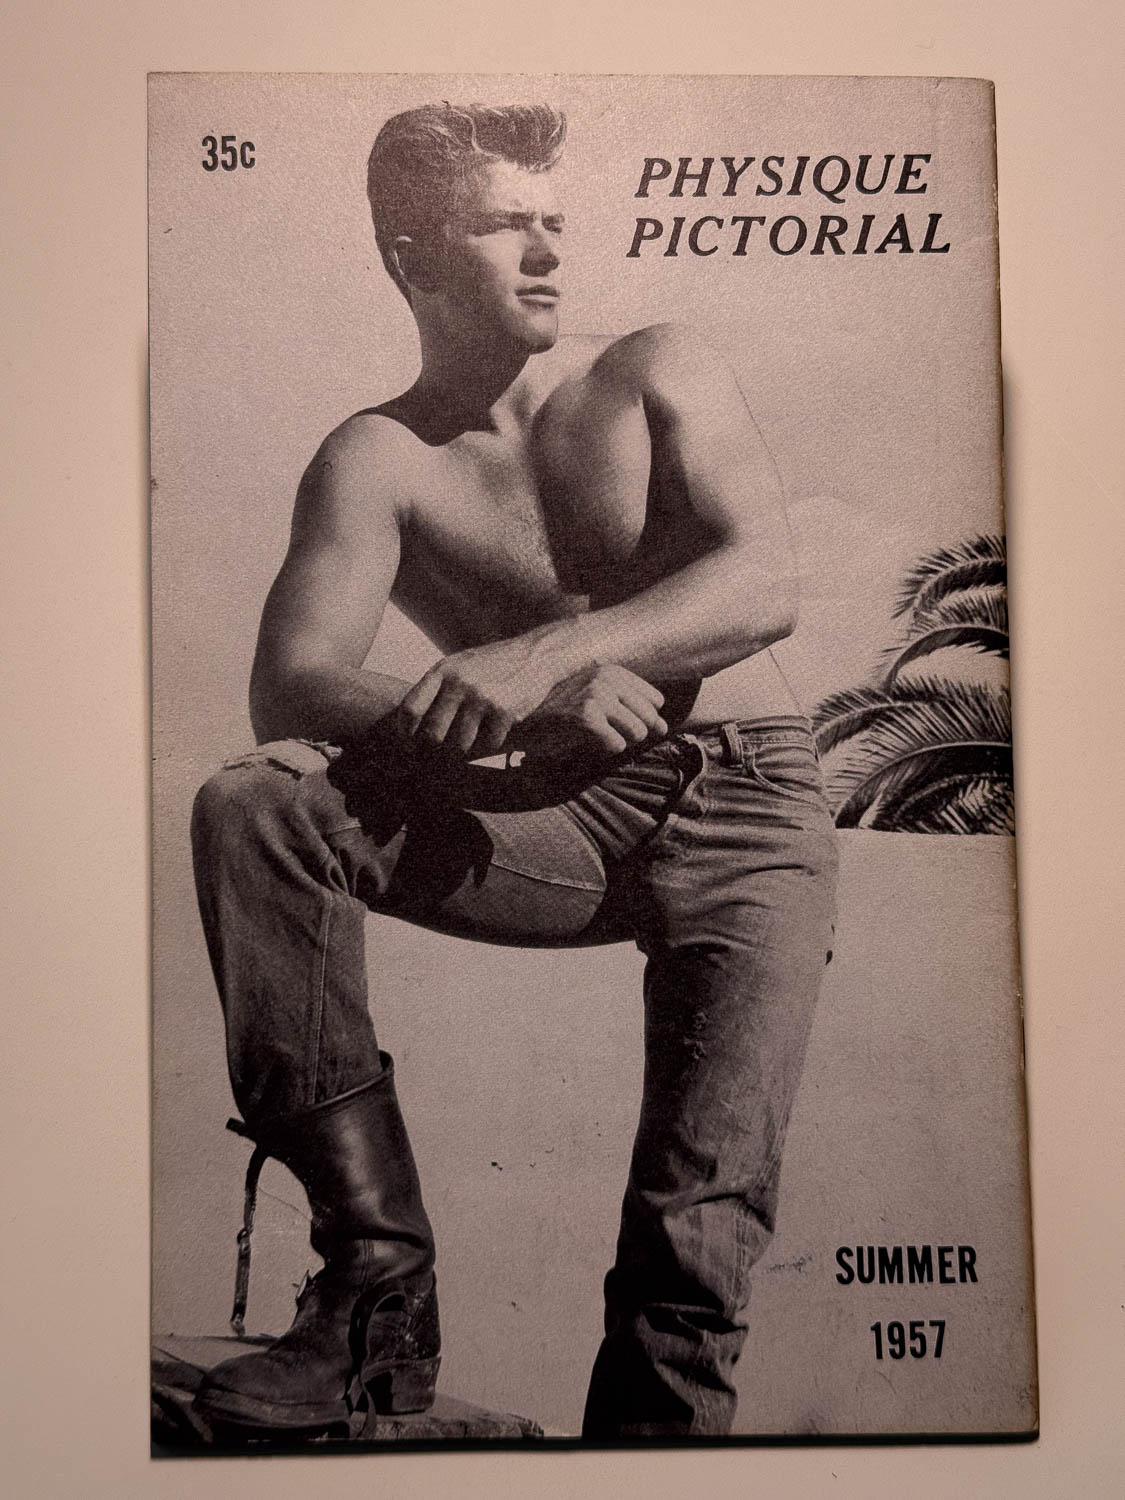 35c
PHYSIQUE
PICTORIAL
SUMMER
1957